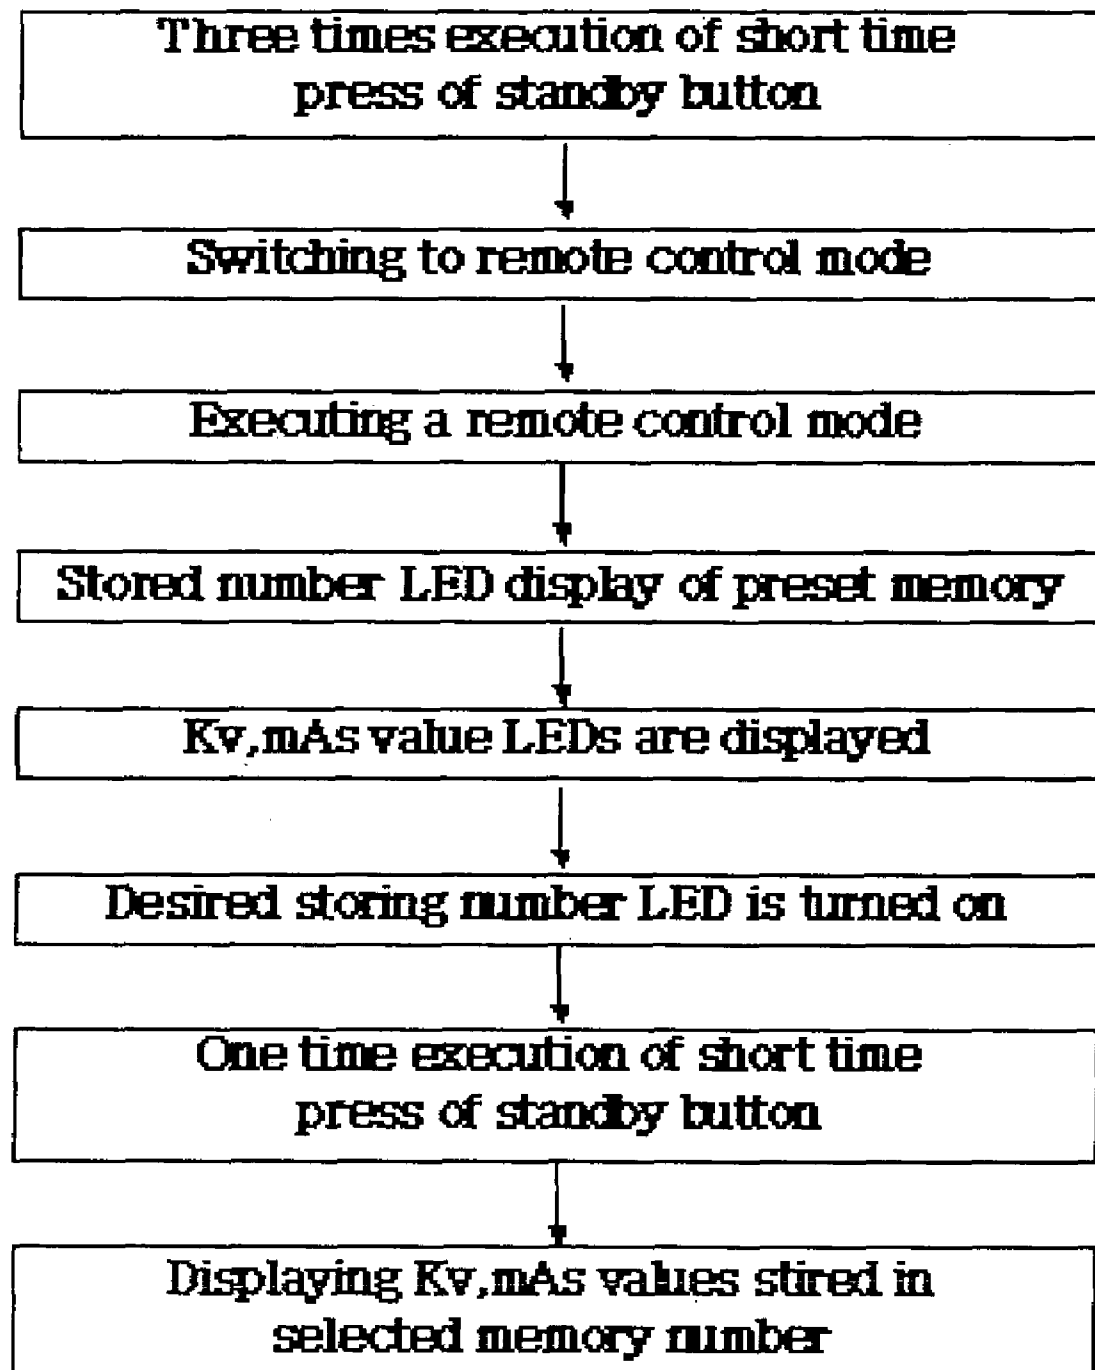 Three times execution of short time
press of standby button
Switching to remote control mode
Executing a remote control mode
Stored number LED display of preset memory
Kv,mAs value LEDs are displayed
Desired storing number LED is turned on
One time execution of short time
press of standby button
Displaying Kv,mAs values stired in
selected memory number